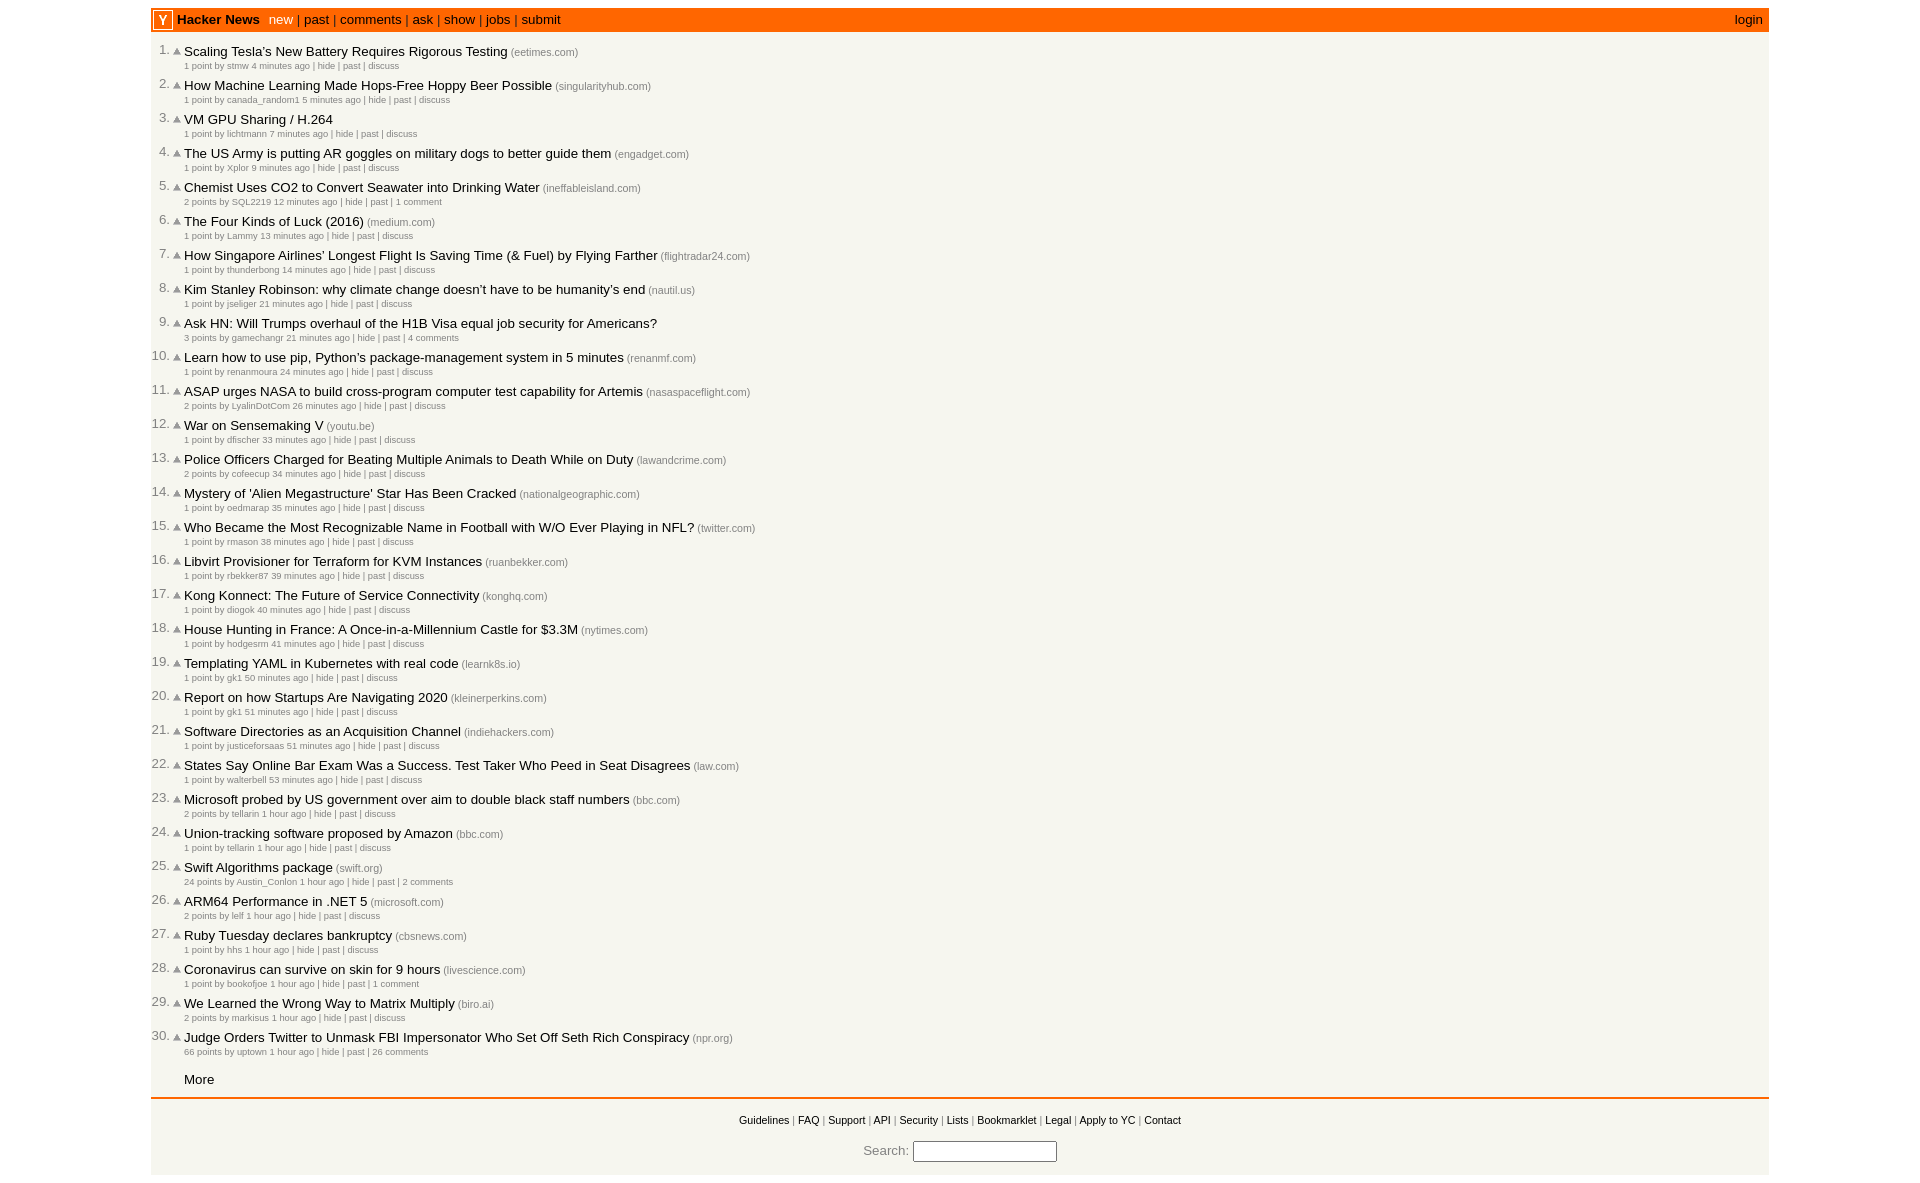 Y Hacker News new | past | comments | ask | show | jobs | submit login
1. Scaling Tesla’s New Battery Requires Rigorous Testing (eetimes.com)
1 point by stmw 4 minutes ago | hide | past | discuss
2. How Machine Learning Made Hops-Free Hoppy Beer Possible (singularityhub.com)
1 point by canada_random1 5 minutes ago | hide | past | discuss
3. VM GPU Sharing / H.264
1 point by lichtmann 7 minutes ago | hide | past | discuss
4. The US Army is putting AR goggles on military dogs to better guide them (engadget.com)
1 point by Xplor 9 minutes ago | hide | past | discuss
5. Chemist Uses CO2 to Convert Seawater into Drinking Water (ineffableisland.com)
2 points by SQL2219 12 minutes ago | hide | past | 1 comment
6. The Four Kinds of Luck (2016) (medium.com)
1 point by Lammy 13 minutes ago | hide | past | discuss
7. How Singapore Airlines’ Longest Flight Is Saving Time (& Fuel) by Flying Farther (flightradar24.com)
1 point by thunderbong 14 minutes ago | hide | past | discuss
8. Kim Stanley Robinson: why climate change doesn’t have to be humanity’s end (nautil.us)
1 point by jseliger 21 minutes ago | hide | past | discuss
9. Ask HN: Will Trumps overhaul of the H1B Visa equal job security for Americans?
3 points by gamechangr 21 minutes ago | hide | past | 4 comments
10. Learn how to use pip, Python’s package-management system in 5 minutes (renanmf.com)
1 point by renanmoura 24 minutes ago | hide | past | discuss
11. ASAP urges NASA to build cross-program computer test capability for Artemis (nasaspaceflight.com)
2 points by LyalinDotCom 26 minutes ago | hide | past | discuss
12. War on Sensemaking V (youtu.be)
1 point by dfischer 33 minutes ago | hide | past | discuss
13. Police Officers Charged for Beating Multiple Animals to Death While on Duty (lawandcrime.com)
2 points by cofeecup 34 minutes ago | hide | past | discuss
14. Mystery of 'Alien Megastructure' Star Has Been Cracked (nationalgeographic.com)
1 point by oedmarap 35 minutes ago | hide | past | discuss
15. Who Became the Most Recognizable Name in Football with W/O Ever Playing in NFL? (twitter.com)
1 point by rmason 38 minutes ago | hide | past | discuss
16. Libvirt Provisioner for Terraform for KVM Instances (ruanbekker.com)
1 point by rbekker87 39 minutes ago | hide | past | discuss
17. Kong Konnect: The Future of Service Connectivity (konghq.com)
1 point by diogok 40 minutes ago | hide | past | discuss
18. House Hunting in France: A Once-in-a-Millennium Castle for $3.3M (nytimes.com)
1 point by hodgesrm 41 minutes ago | hide | past | discuss
19. Templating YAML in Kubernetes with real code (learnk8s.io)
1 point by gk1 50 minutes ago | hide | past | discuss
20. Report on how Startups Are Navigating 2020 (kleinerperkins.com)
1 point by gk1 51 minutes ago | hide | past | discuss
21. Software Directories as an Acquisition Channel (indiehackers.com)
1 point by justiceforsaas 51 minutes ago | hide | past | discuss
22. States Say Online Bar Exam Was a Success. Test Taker Who Peed in Seat Disagrees (law.com)
1 point by walterbell 53 minutes ago | hide | past | discuss
23. Microsoft probed by US government over aim to double black staff numbers (bbc.com)
2 points by tellarin 1 hour ago | hide | past | discuss
24. Union-tracking software proposed by Amazon (bbc.com)
1 point by tellarin 1 hour ago | hide | past | discuss
25. Swift Algorithms package (swift.org)
24 points by Austin_Conlon 1 hour ago | hide | past | 2 comments
26. ARM64 Performance in .NET 5 (microsoft.com)
2 points by lelf 1 hour ago | hide | past | discuss
27. Ruby Tuesday declares bankruptcy (cbsnews.com)
1 point by hhs 1 hour ago | hide | past | discuss
28. Coronavirus can survive on skin for 9 hours (livescience.com)
1 point by bookofjoe 1 hour ago | hide | past | 1 comment
29. We Learned the Wrong Way to Matrix Multiply (biro.ai)
2 points by markisus 1 hour ago | hide | past | discuss
30. Judge Orders Twitter to Unmask FBI Impersonator Who Set Off Seth Rich Conspiracy (npr.org)
66 points by uptown 1 hour ago | hide | past | 26 comments
More
Guidelines | FAQ | Support | API | Security | Lists | Bookmarklet | Legal | Apply to YC | Contact
Search: